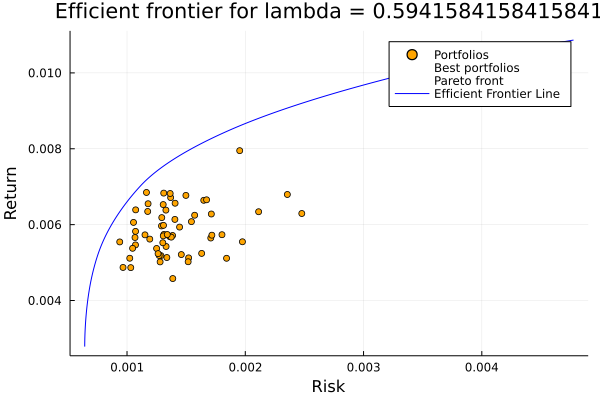 Efficient frontier for lambda = 0.5941584158415841
0.010
0.008
0.006
0.004
Return
Portfolios
Best portfolios
Pareto front
Efficient Frontier Line
0.001 0.002 0.003 0.004
Risk